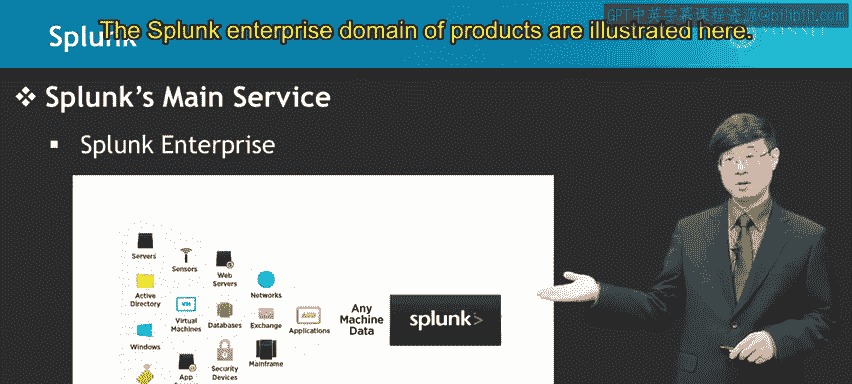 The Splunk enterprise domain of products are illustrated here.
Splunk
❖ Splunk's Main Service
▪ Splunk Enterprise
Servers
Sensors
Web
Servers
Networks
Active
Directory
Virtual
Machines
Databases
Exchange
Applications
Any
Machine
Data
splunk>
Windows
App
Security
Devices
Mainframe